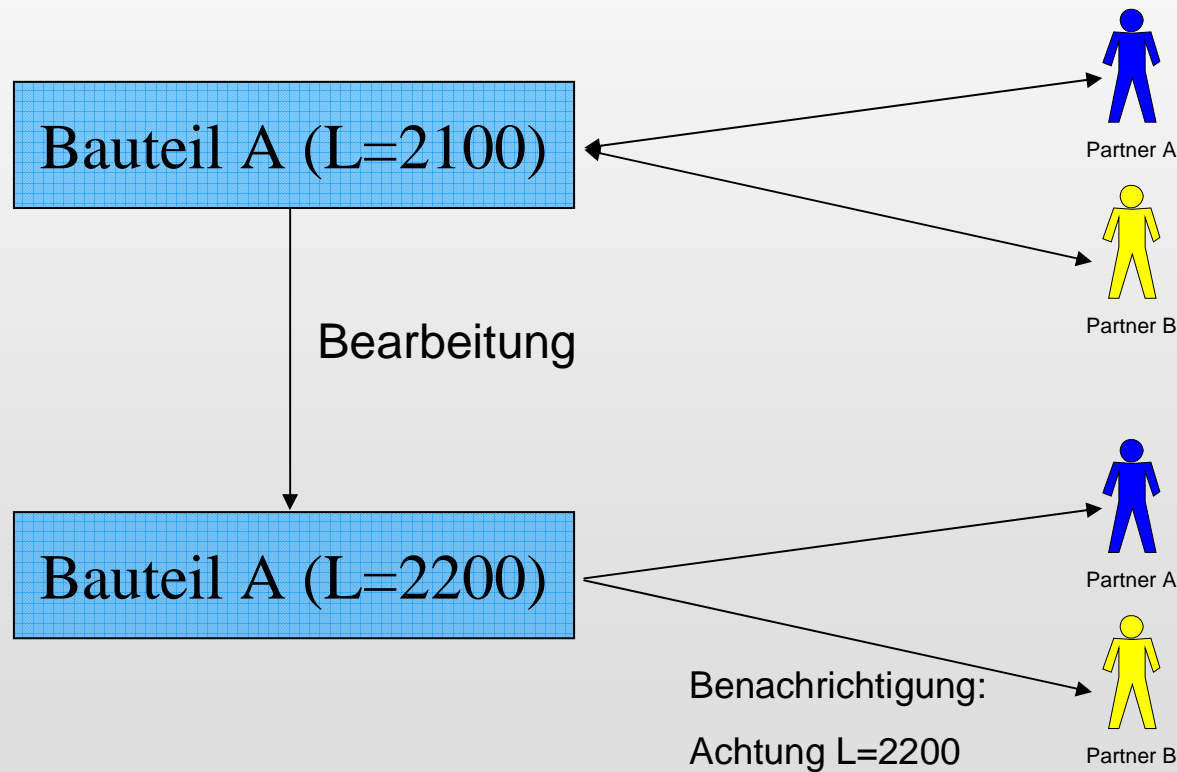 Bauteil A (L=2100)
Partner A
Partner B
Bearbeitung
Bauteil A (L=2200)
Partner A
Benachrichtigung:
Achtung L=2200
Partner B